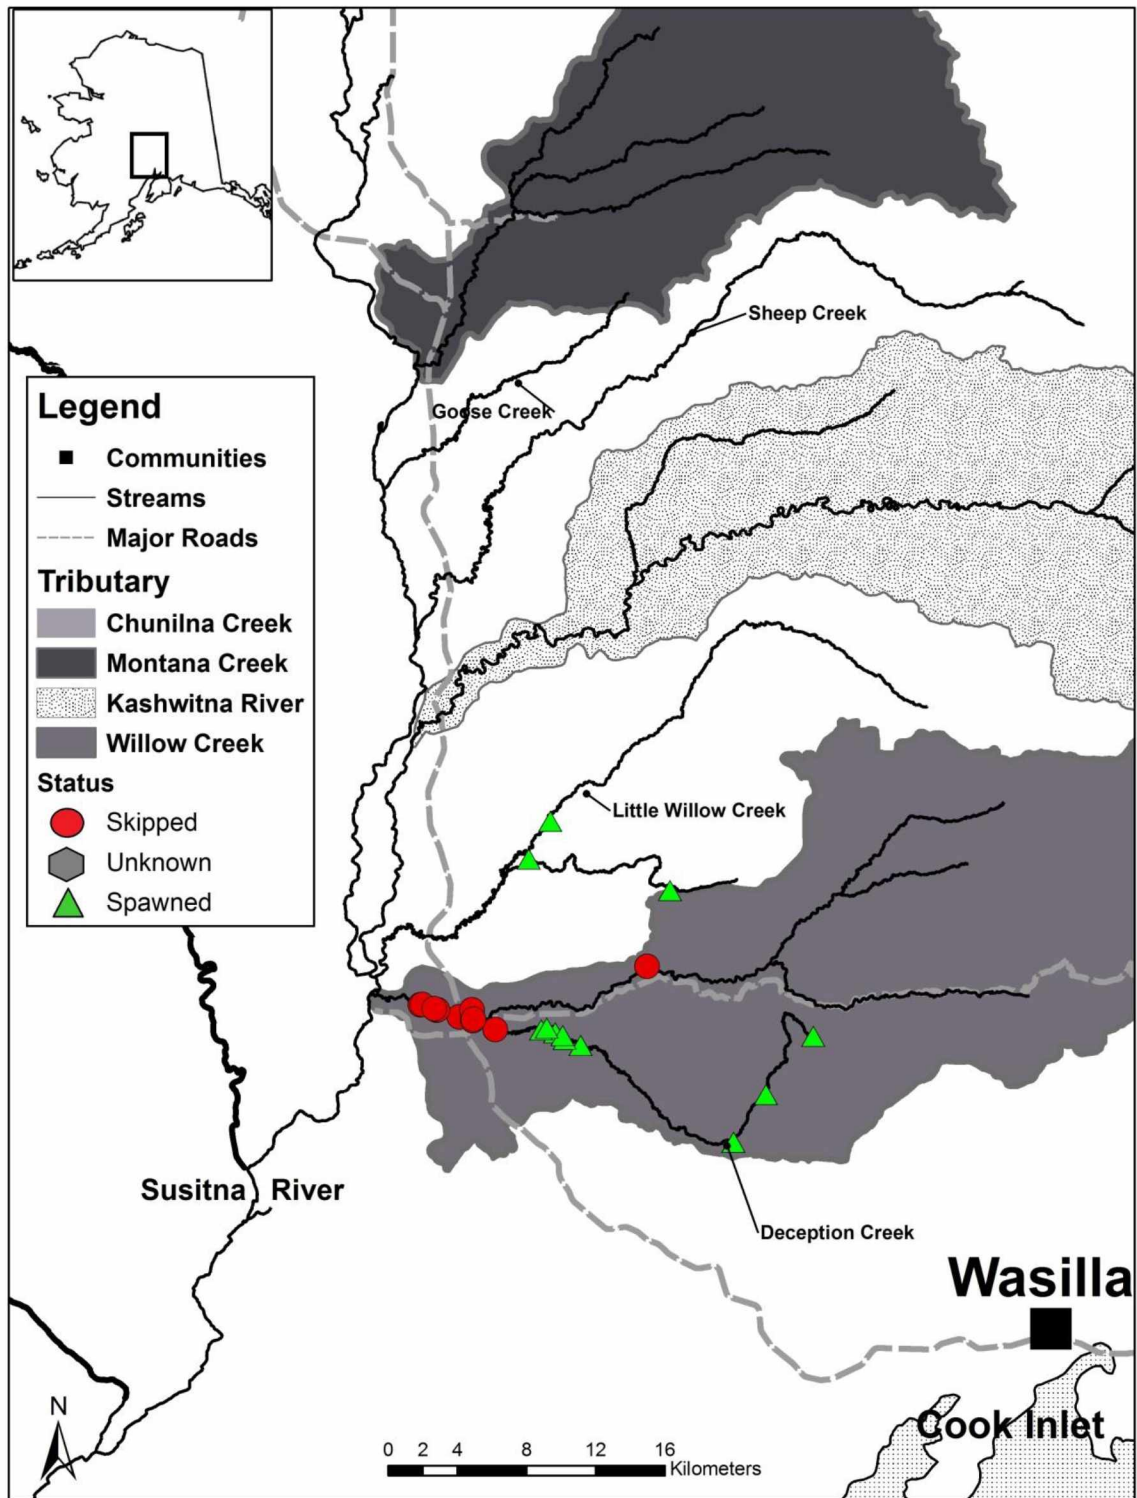 Sheep Creek
Goose Creek
Legend
Communities
Streams
Major Roads
Tributary
Chunilna Creek
Montana Creek
Kashwitna River
Willow Creek
Status
Skipped
Unknown
Spawned
Little Willow Creek
Susitna River
Deception Creek
Wasilla
Cook Inlet
N
0 2 4 8 12 16
Kilometers